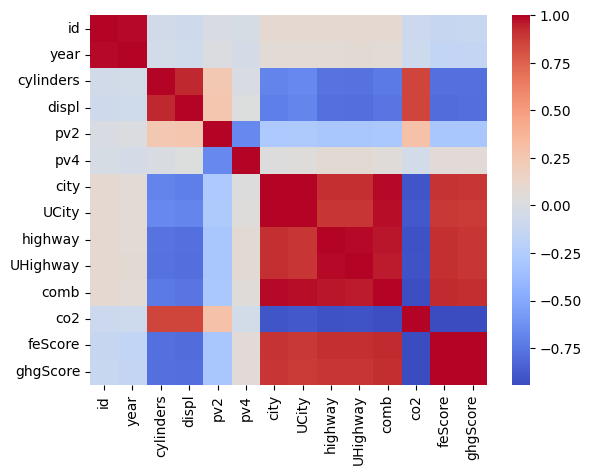 id
year
cylinders
displ
pv2
pv4
city
UCity
highway
UHighway
comb
co2
feScore
ghgScore
id
year
cylinders
displ
pv2
pv4
city
UCity
highway
UHighway
comb
co2
feScore
ghgScore
1.00
0.75
0.50
0.25
0.00
−0.25
−0.50
−0.75